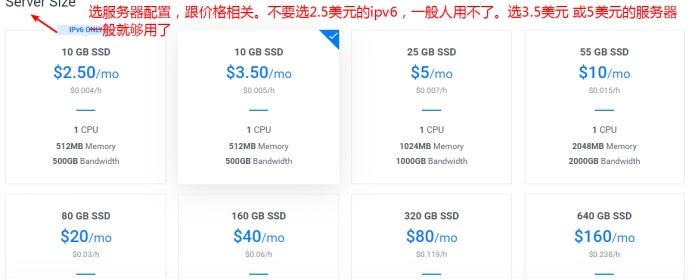 Server Size
选服务器配置，跟价格相关。不要选2.5美元的ipv6，一般人用不了。选3.5美元 或5美元的服务器
一般就够用了
IPv6 ONLY
10 GB SSD
$2.50/mo
$0.004/h
1 CPU
512MB Memory
500GB Bandwidth
10 GB SSD
$3.50/mo
$0.005/h
1 CPU
512MB Memory
500GB Bandwidth
25 GB SSD
$5/mo
$0.007/h
1 CPU
1024MB Memory
1000GB Bandwidth
55 GB SSD
$10/mo
$0.015/h
1 CPU
2048MB Memory
2000GB Bandwidth
80 GB SSD
$20/mo
$0.03/h
160 GB SSD
$40/mo
$0.06/h
320 GB SSD
$80/mo
$0.119/h
640 GB SSD
$160/mo
$0.238/h